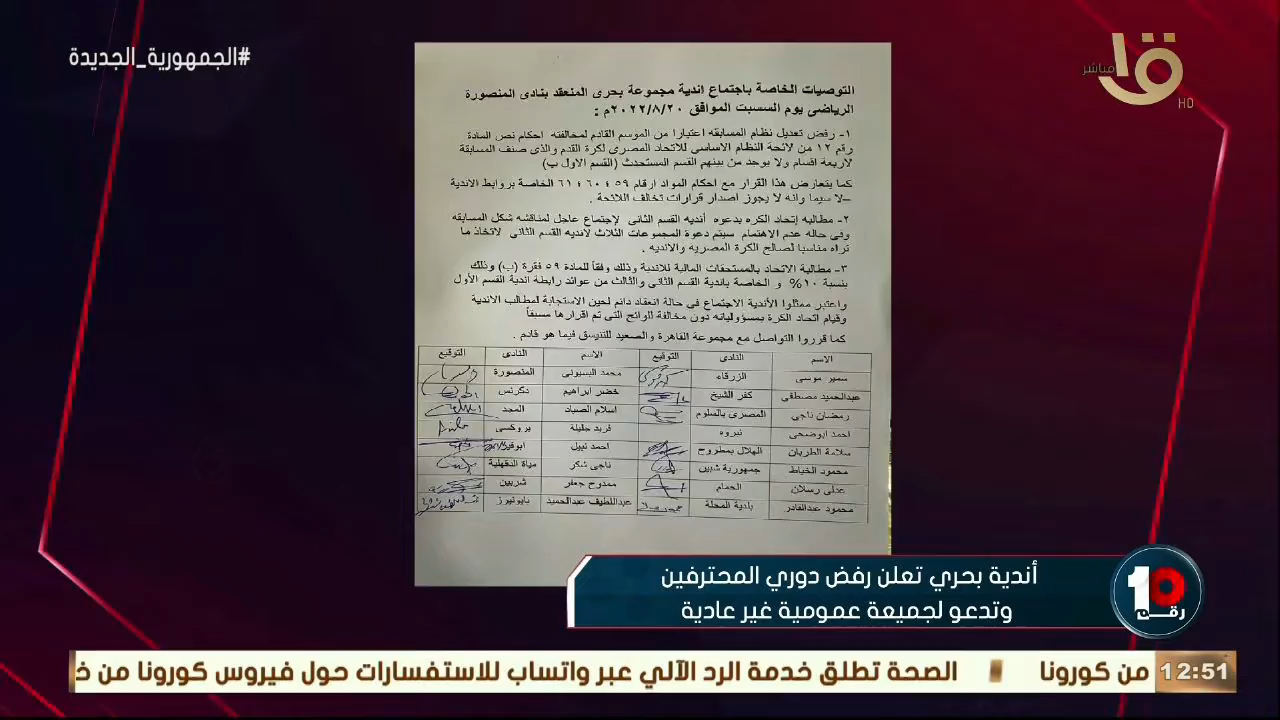 #الجمهورية_الجديدة
مباشر
HD
التوصيات الخاصة باجتماع اندية مجموعة بحرى المنعقد بنادى المنصورة
الرياضى يوم السسبت الموافق ٢٠٢٢/٨/٢٠م :
١- رفض تعديل نظام المسابقه اعتبارا من الموسم القادم لمخالفته احكام نص المادة
رقم ١٢ من لائحة النظام الاساسى للاتحاد المصرى لكرة القدم والذى صنف المسابقة
لاربعة اقسام ولا يوجد من بينهم القسم المستحدث (القسم الاول ب)
كما يتعارض هذا القرار مع احكام المواد ارقام ٥٩ ، ٦٠ ، ٦١ الخاصة بروابط الاندية
–لا سيما وانه لا يجوز اصدار قرارات تخالف اللائحة .
٢- مطالبه إتحاد الكره بدعوه أنديه القسم الثانى لإجتماع عاجل لمناقشه شكل المسابقه
وفى حاله عدم الاهتمام سيتم دعوة المجموعات الثلاث لانديه القسم الثانى لاتخاذ ما
تراه مناسبا لصالح الكرة المصريه والانديه .
٣- مطالبة الاتحاد بالمستحقات المالية للاندية وذلك وفقاً للمادة ٥٩ فقرة (ب) وذلك
بنسبة ١٠% و الخاصة باندية القسم الثانى والثالث من عوائد رابطة اندية القسم الأول
واعتبر ممثلوا الأندية الاجتماع فى حالة انعقاد دائم لحين الاستجابة لمطالب الاندية
وقيام اتحاد الكرة بمسؤولياته دون مخالفة للوائح التى تم اقرارها مسبقاً
كما قرروا التواصل مع مجموعة القاهرة والصعيد للتنسيق فيما هو قادم .
الاسم النادى التوقيع الاسم النادى التوقيع
سمير موسى الزرقاء محمد البسيونى المنصورة
عبدالحميد مصطفى كفر الشيخ خضر ابراهيم دكرنس
رمضان ناجى المصرى بالسلوم اسلام الصياد المجد
احمد ابوضحى نبروه فريد جليلة بروكسى
سلامة الطربان الهلال بمطروح احمد نبيل ابوقير
محمود الخياط جمهورية شبين ناجى شكر مياة الدقهلية
عدلى رسلان الحمام ممدوح جعفر شربين
محمود عبدالقادر بلدية المحلة عبداللطيف عبدالحميد بايونيرز
أندية بحري تعلن رفض دوري المحترفين
وتدعو لجميعة عمومية غير عادية
رقم 10
12:51 من كورونا الصحة تطلق خدمة الرد الآلي عبر واتساب للاستفسارات حول فيروس كورونا من خ